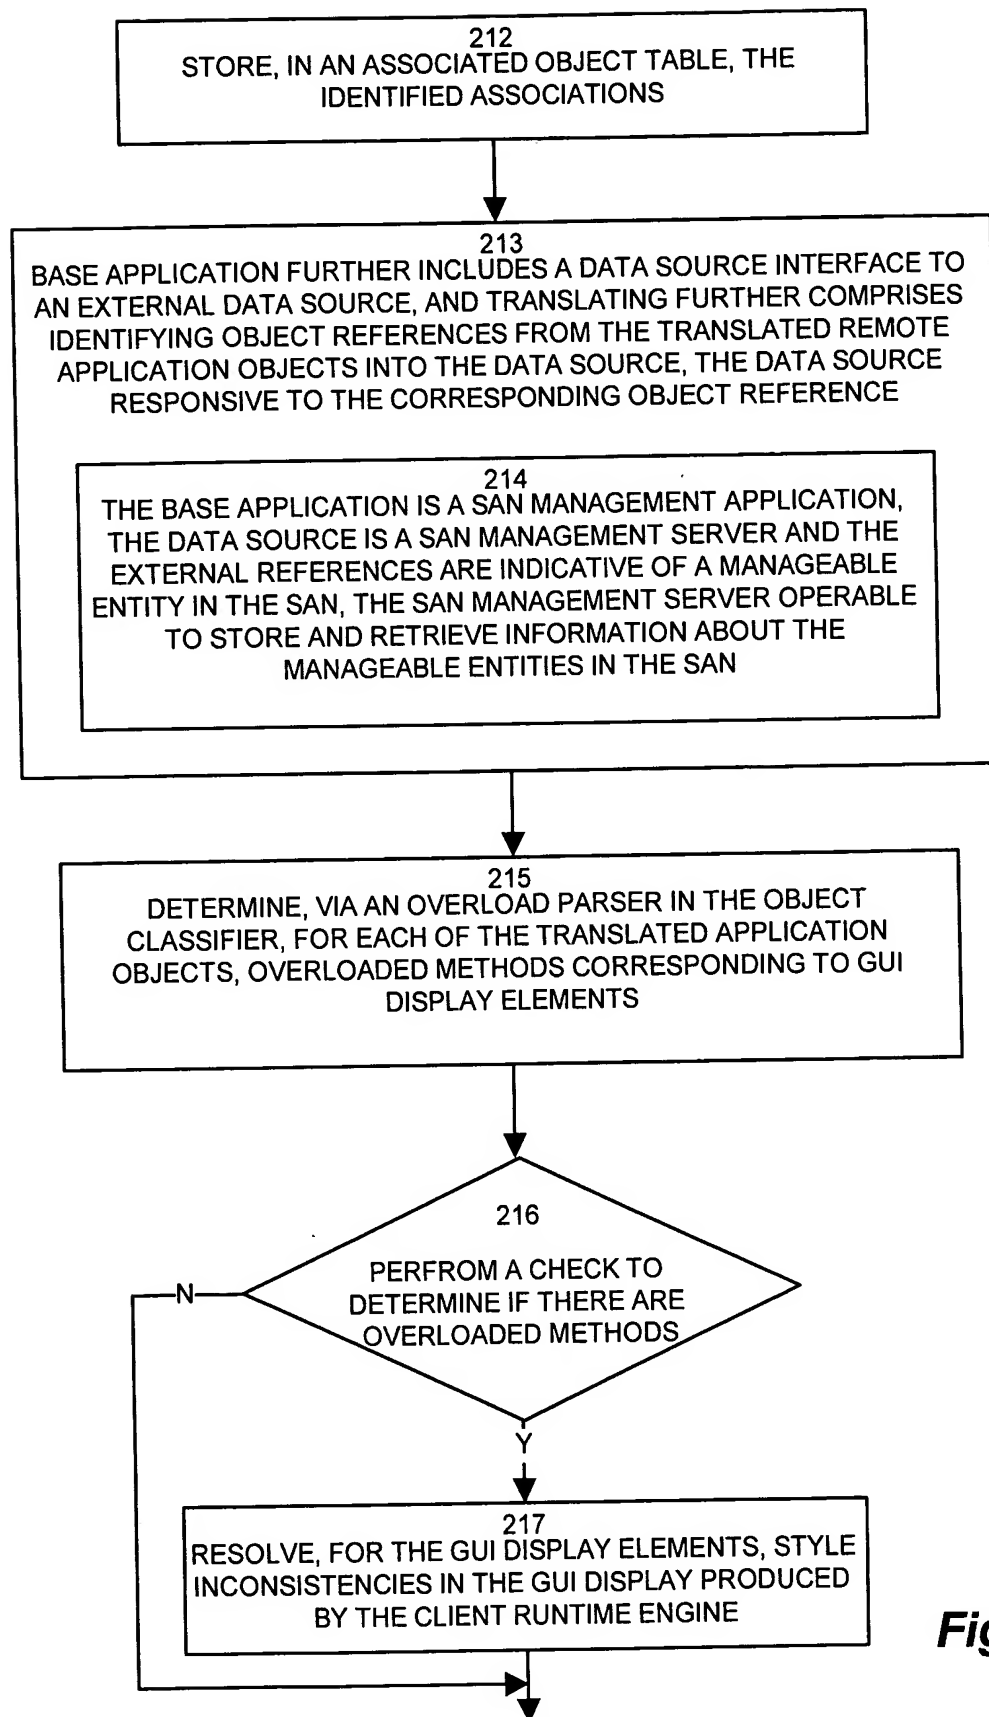 212
STORE, IN AN ASSOCIATED OBJECT TABLE, THE
IDENTIFIED ASSOCIATIONS
213
BASE APPLICATION FURTHER INCLUDES A DATA SOURCE INTERFACE TO
AN EXTERNAL DATA SOURCE, AND TRANSLATING FURTHER COMPRISES
IDENTIFYING OBJECT REFERENCES FROM THE TRANSLATED REMOTE
APPLICATION OBJECTS INTO THE DATA SOURCE, THE DATA SOURCE
RESPONSIVE TO THE CORRESPONDING OBJECT REFERENCE
214
THE BASE APPLICATION IS A SAN MANAGEMENT APPLICATION,
THE DATA SOURCE IS A SAN MANAGEMENT SERVER AND THE
EXTERNAL REFERENCES ARE INDICATIVE OF A MANAGEABLE
ENTITY IN THE SAN, THE SAN MANAGEMENT SERVER OPERABLE
TO STORE AND RETRIEVE INFORMATION ABOUT THE
MANAGEABLE ENTITIES IN THE SAN
215
DETERMINE, VIA AN OVERLOAD PARSER IN THE OBJECT
CLASSIFIER, FOR EACH OF THE TRANSLATED APPLICATION
OBJECTS, OVERLOADED METHODS CORRESPONDING TO GUI
DISPLAY ELEMENTS
216
PERFROM A CHECK TO
DETERMINE IF THERE ARE
OVERLOADED METHODS
N
Y
217
RESOLVE, FOR THE GUI DISPLAY ELEMENTS, STYLE
INCONSISTENCIES IN THE GUI DISPLAY PRODUCED
BY THE CLIENT RUNTIME ENGINE
Fig